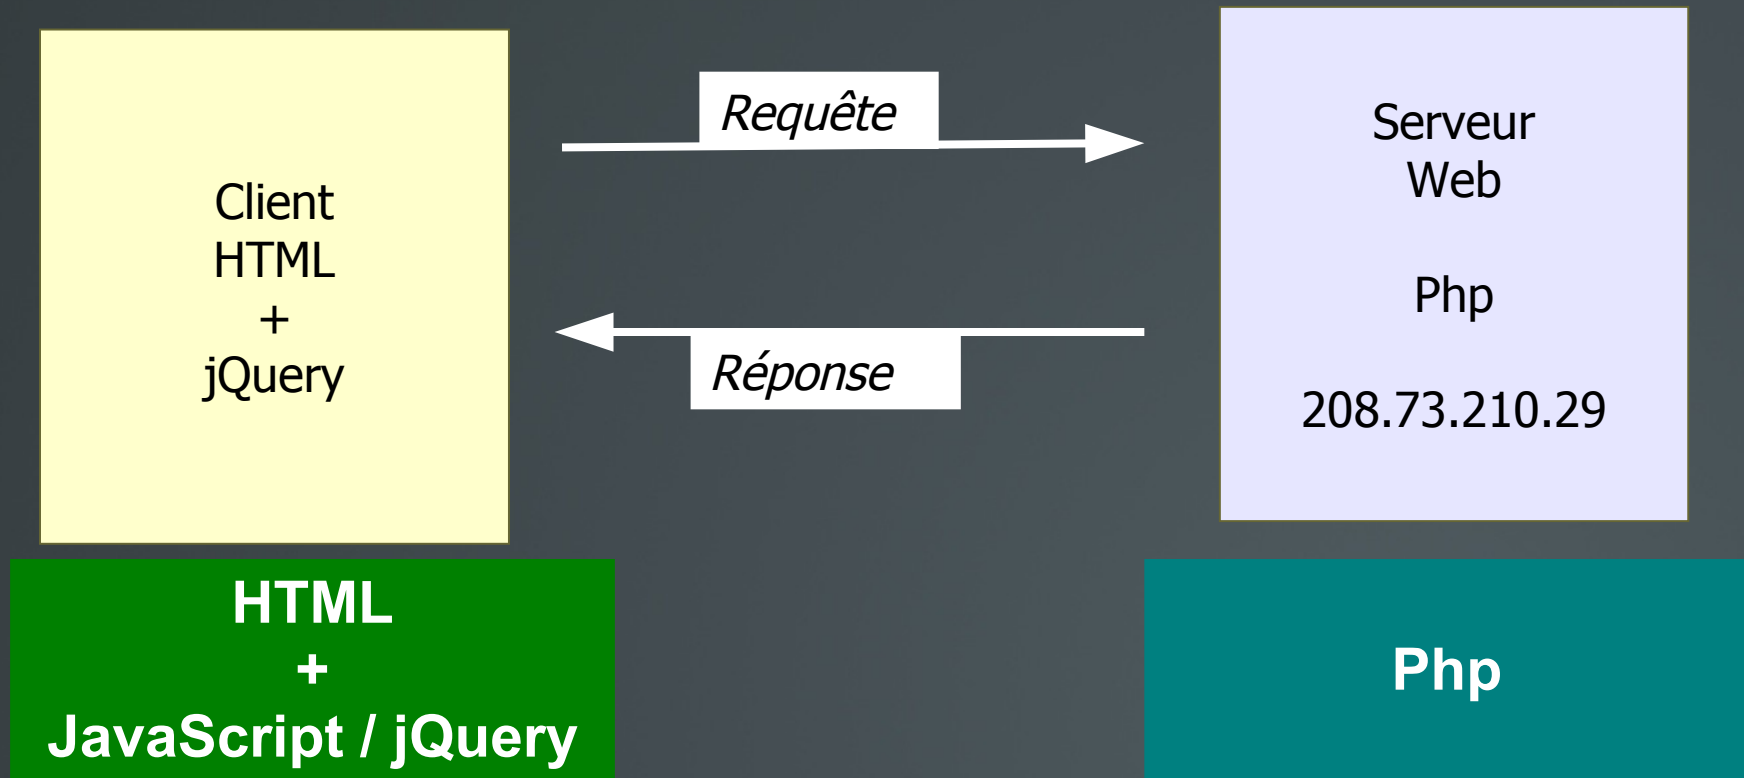 Client
HTML
+
jQuery
Requête
Réponse
Serveur
Web
Php
208.73.210.29
HTML
+
JavaScript / jQuery
Php